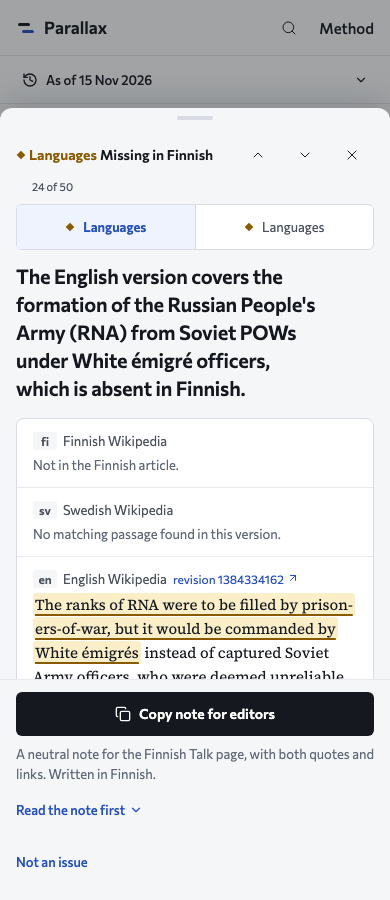 Parallax
Method
As of 15 Nov 2026
Languages Missing in Finnish
24 of 50
Languages
Languages
The English version covers the
formation of the Russian People's
Army (RNA) from Soviet POWs
under White émigré officers,
which is absent in Finnish.
fi Finnish Wikipedia
Not in the Finnish article.
sv Swedish Wikipedia
No matching passage found in this version.
en English Wikipedia revision 1384334162
The ranks of RNA were to be filled by prison-
ers-of-war, but it would be commanded by
White émigrés instead of captured Soviet
Army officers, who were deemed unreliable
Copy note for editors
A neutral note for the Finnish Talk page, with both quotes and
links. Written in Finnish.
Read the note first
Not an issue